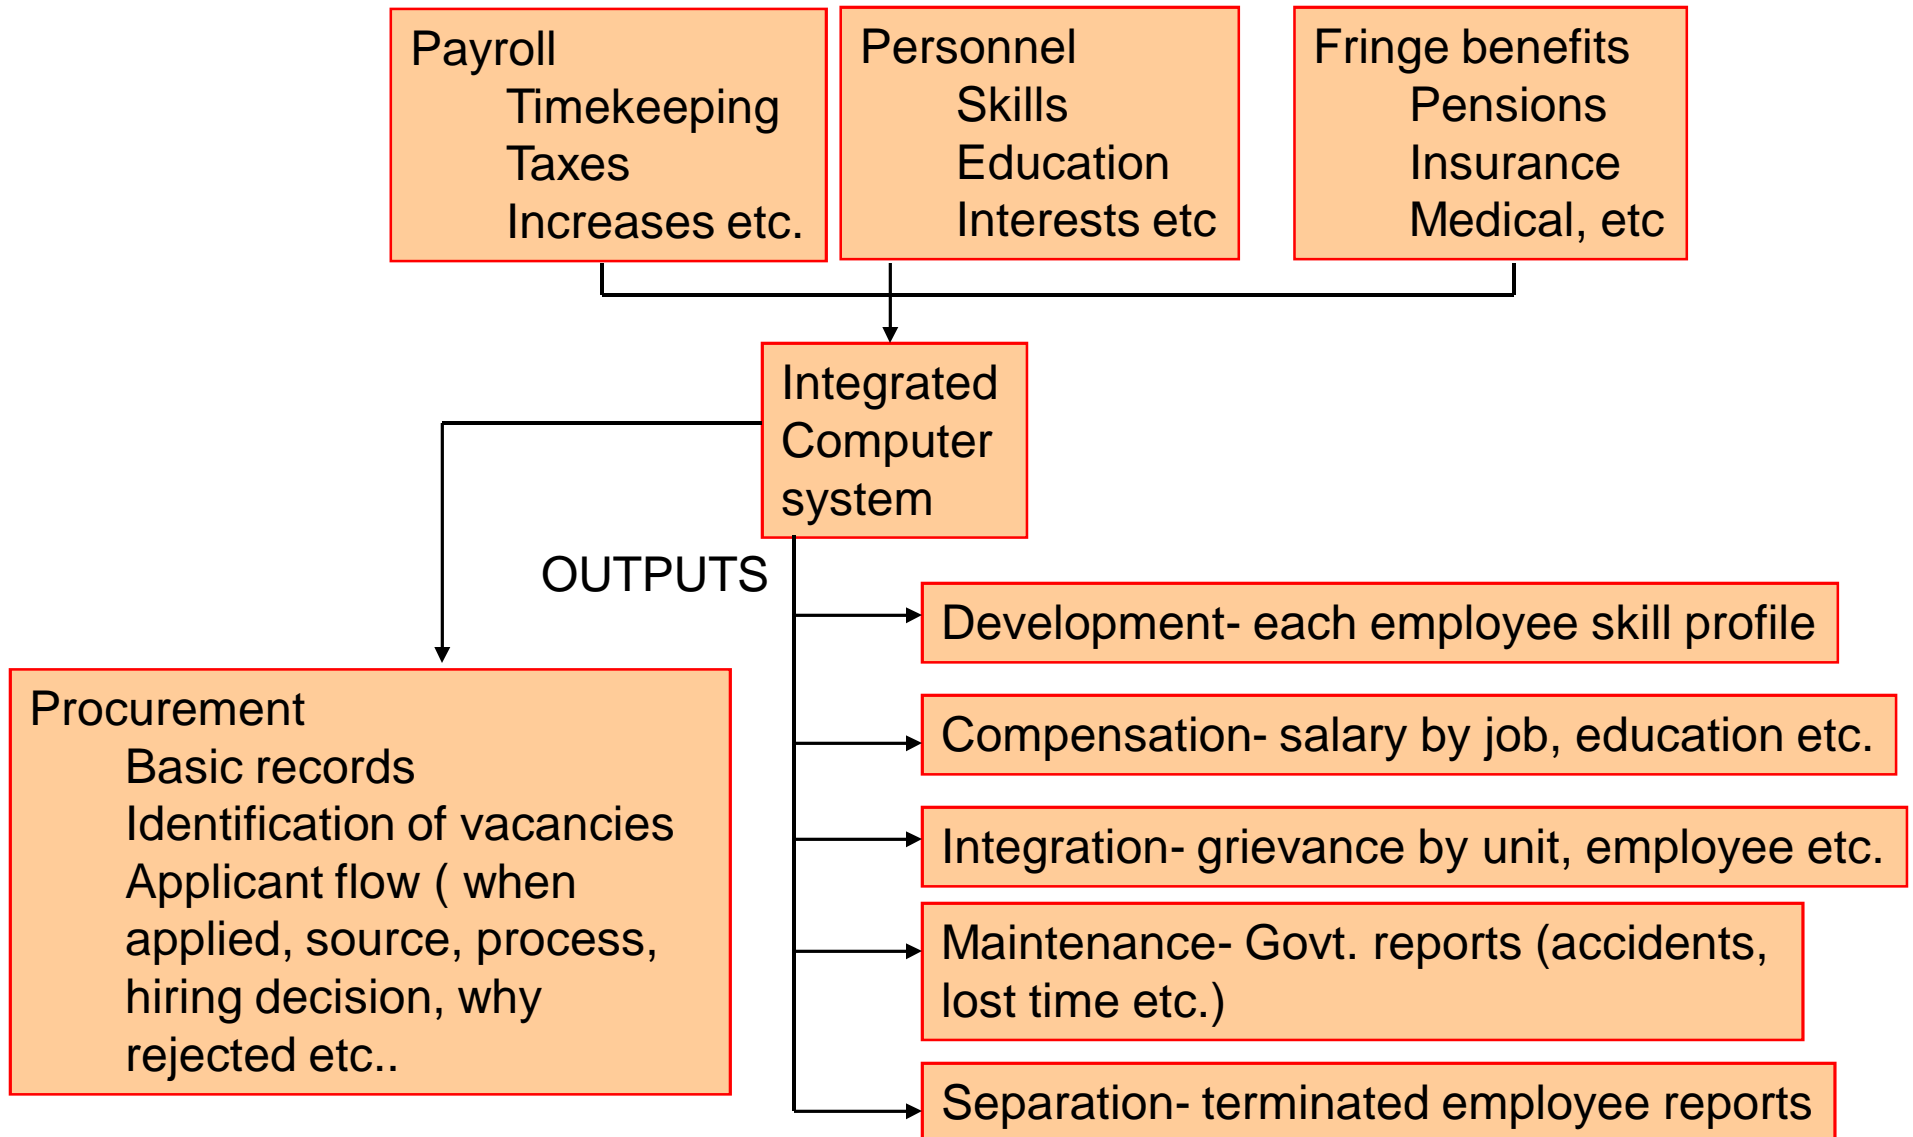 Payroll
Timekeeping
Taxes
Increases etc.
Personnel
Skills
Education
Interests etc
Fringe benefits
Pensions
Insurance
Medical, etc
Integrated
Computer
system
OUTPUTS
Procurement
Basic records
Identification of vacancies
Applicant flow ( when
applied, source, process,
hiring decision, why
rejected etc..
Development- each employee skill profile
Compensation- salary by job, education etc.
Integration- grievance by unit, employee etc.
Maintenance- Govt. reports (accidents,
lost time etc.)
Separation- terminated employee reports